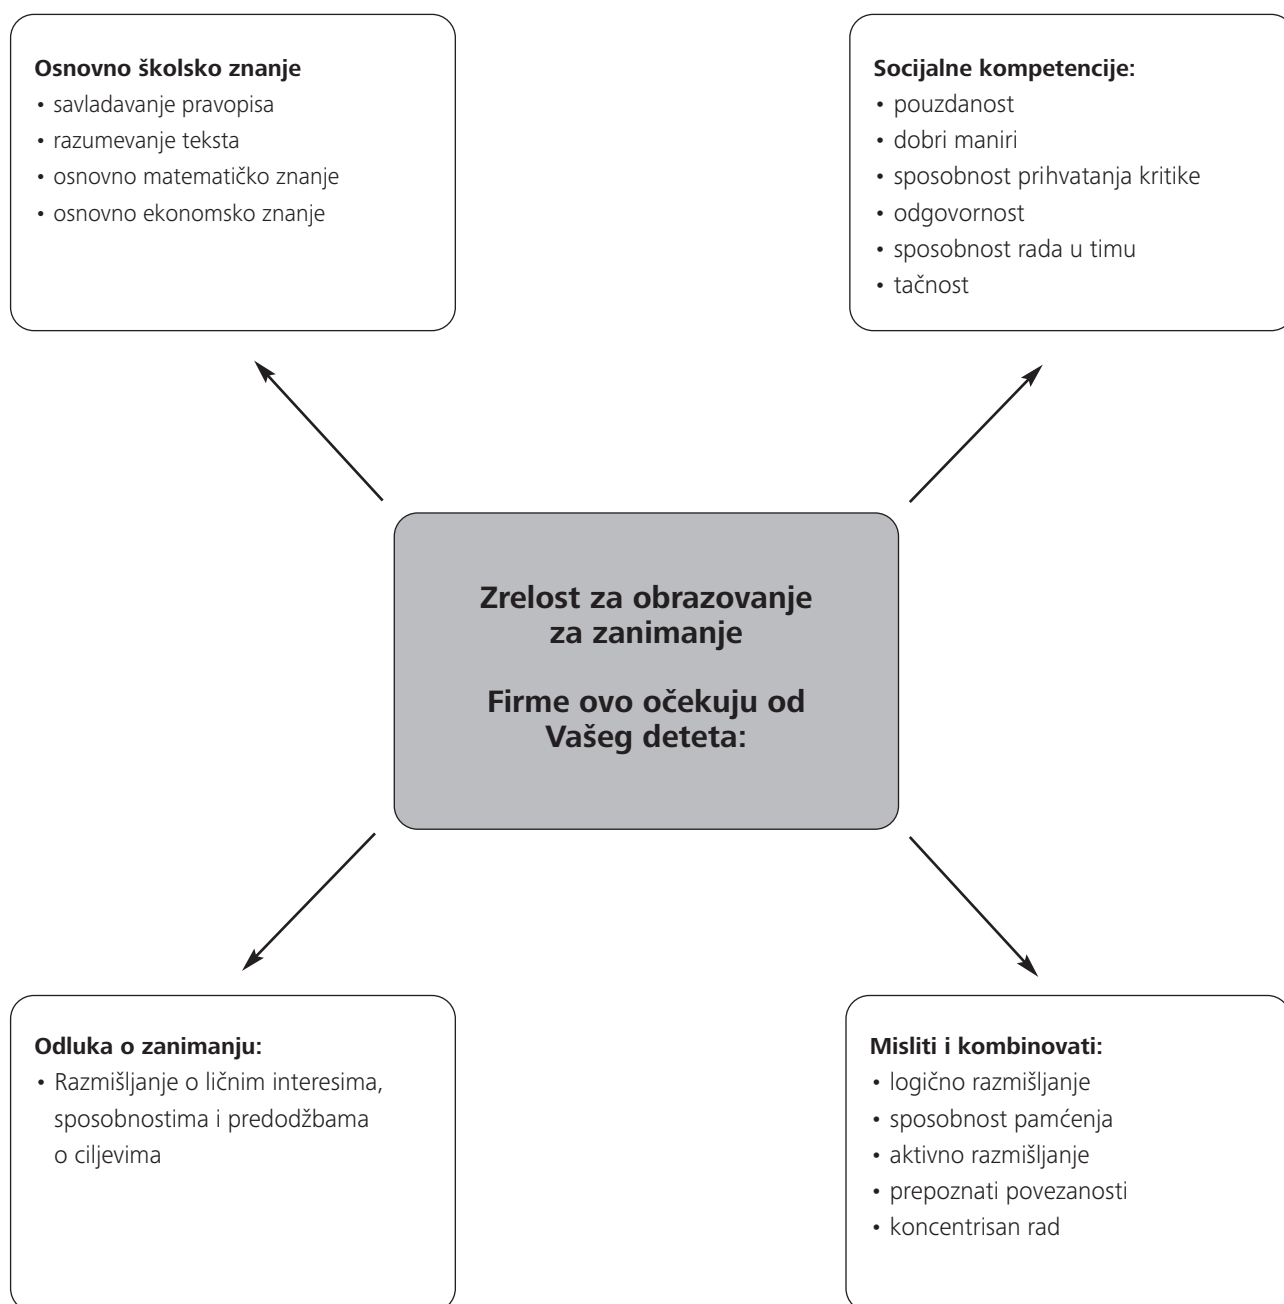 Osnovno školsko znanje
• savladavanje pravopisa
• razumevanje teksta
• osnovno matematičko znanje
• osnovno ekonomsko znanje
Socijalne kompetencije:
• pouzdanost
• dobri maniri
• sposobnost prihvatanja kritike
• odgovornost
• sposobnost rada u timu
• tačnost
Zrelost za obrazovanje
za zanimanje
Firme ovo očekuju od
Vašeg deteta:
Odluka o zanimanju:
• Razmišljanje o ličnim interesima,
sposobnostima i predodžbama
o ciljevima
Misliti i kombinovati:
• logično razmišljanje
• sposobnost pamćenja
• aktivno razmišljanje
• prepoznati povezanosti
• koncentrisan rad